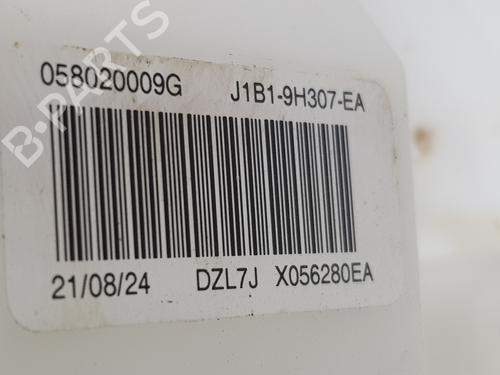 B-PARTS
058020009G J1B1-9H307-EA
21/08/24 DZL7J X056280EA